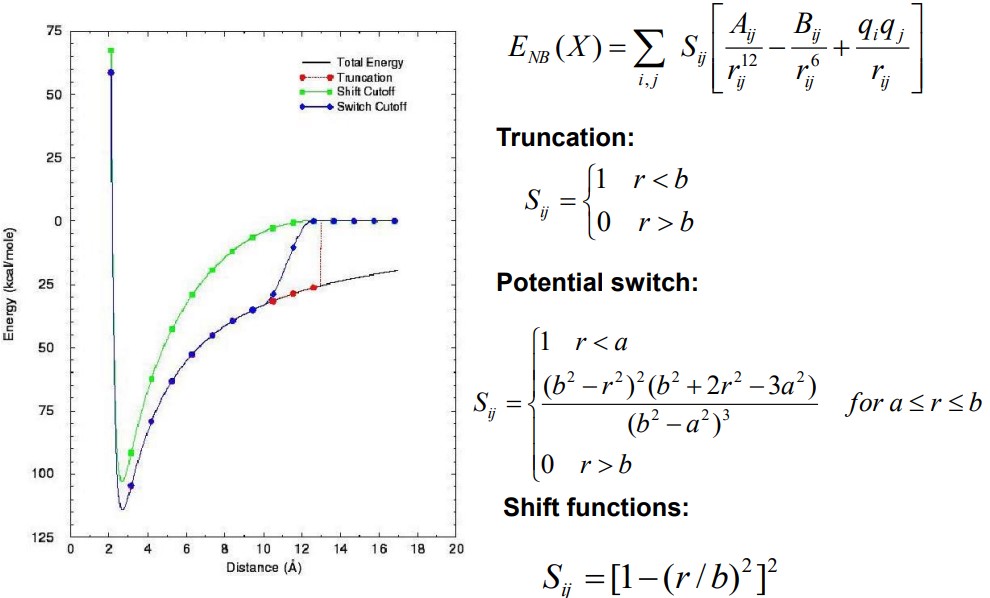 75
50
25
0
25
50
75
100
125
0 2 4 6 8 10 12 14 16 18 20
Energy (kcal/mole)
Distance (Å)
Total Energy
Truncation
Shift Cutoff
Switch Cutoff
E_{NB}(X) = \sum_{i,j} S_{ij} \left[ \frac{A_{ij}}{r_{ij}^{12}} - \frac{B_{ij}}{r_{ij}^{6}} + \frac{q_i q_j}{r_{ij}} \right]
Truncation:
S_{ij} = \begin{cases} 1 & r < b \\ 0 & r > b \end{cases}
Potential switch:
S_{ij} = \begin{cases} 1 & r < a \\ \frac{(b^2 - r^2)^2 (b^2 + 2r^2 - 3a^2)}{(b^2 - a^2)^3} & for a \le r \le b \\ 0 & r > b \end{cases}
Shift functions:
S_{ij} = [1 - (r/b)^2]^2